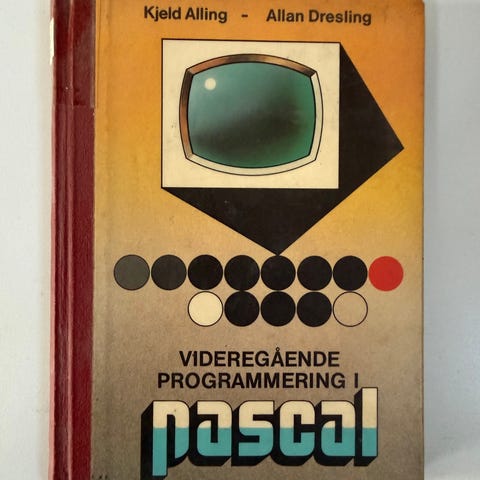 Kjeld Alling - Allan Dresling
VIDEREGÅENDE
PROGRAMMERING I
pascal